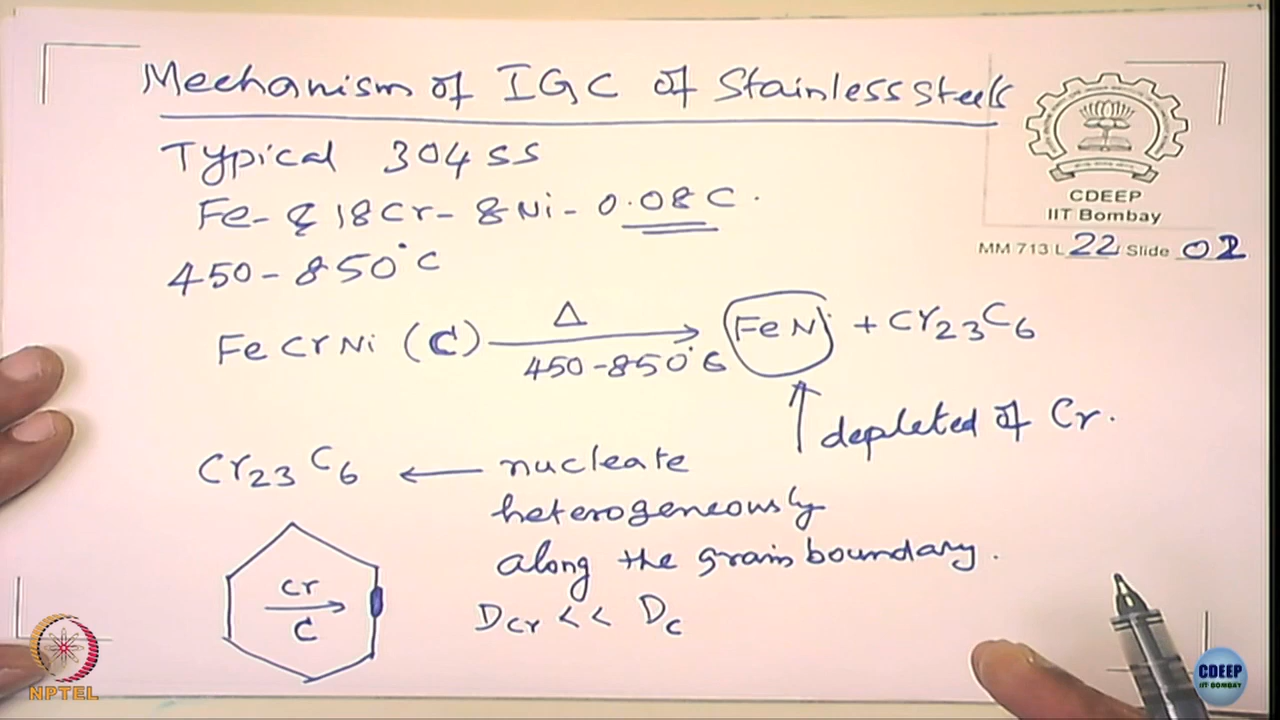 Mechanism of IGC of Stainless steels
Typical 304 SS
Fe- 18Cr- 8Ni- 0.08C.
450-850°C
FeCrNi (C) Δ 450-850°C FeNi + Cr23C6
depleted of Cr.
Cr23C6 ← nucleate
heterogeneously
along the grain boundary.
Cr
C
DCr << DC
CDEEP
IIT Bombay
MM 713 L 22 / Slide 02
NPTEL
CDEEP
IIT BOMBAY